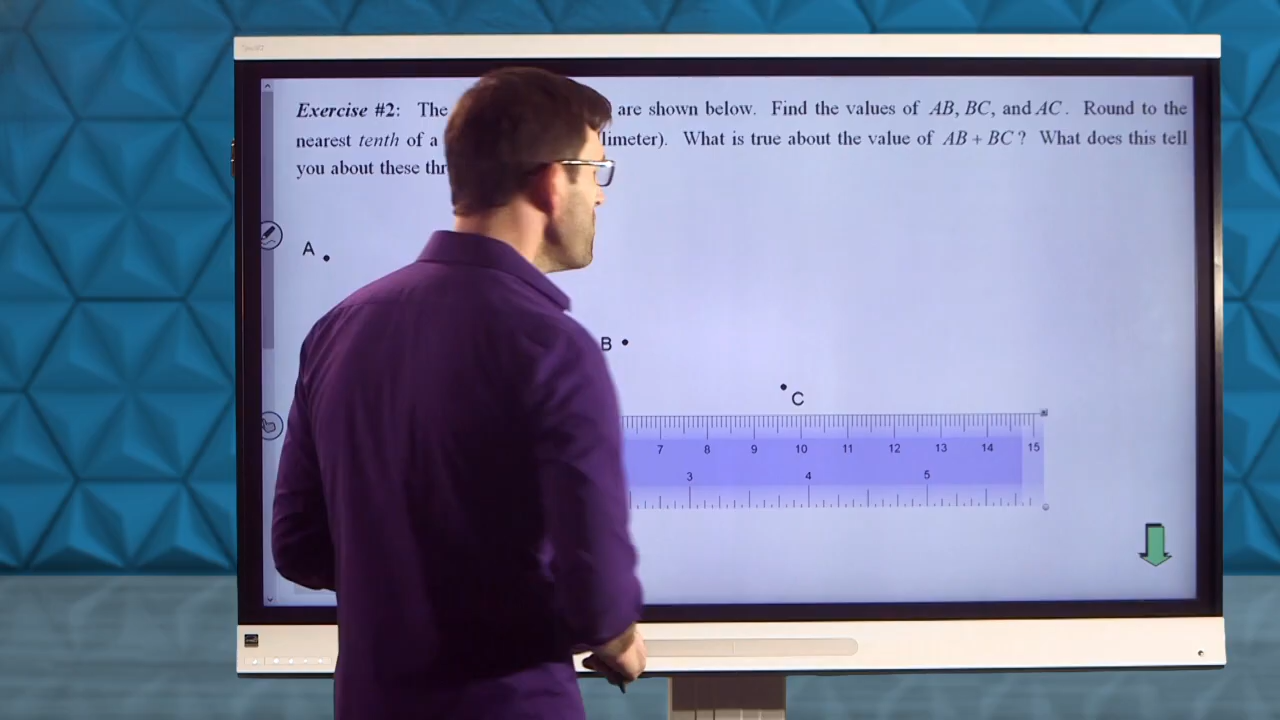 Exercise #2: The are shown below. Find the values of AB, BC, and AC. Round to the
nearest tenth of a limeter). What is true about the value of AB + BC? What does this tell
you about these thr
A
B
C
7 8 9 10 11 12 13 14 15
3 4 5